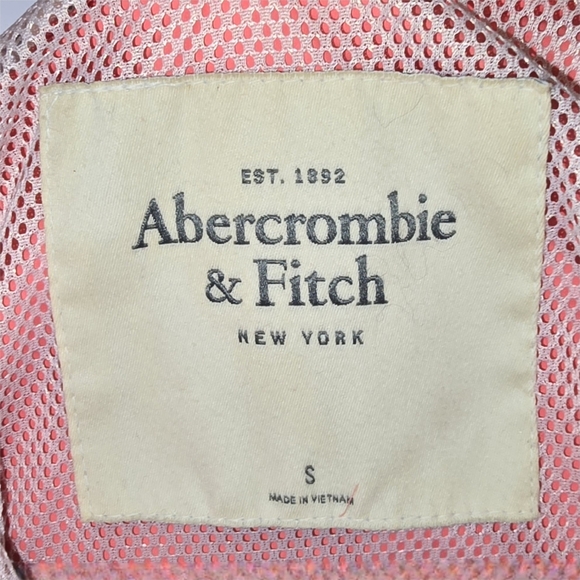 EST. 1892
Abercrombie
& Fitch
NEW YORK
S
MADE IN VIETNAM